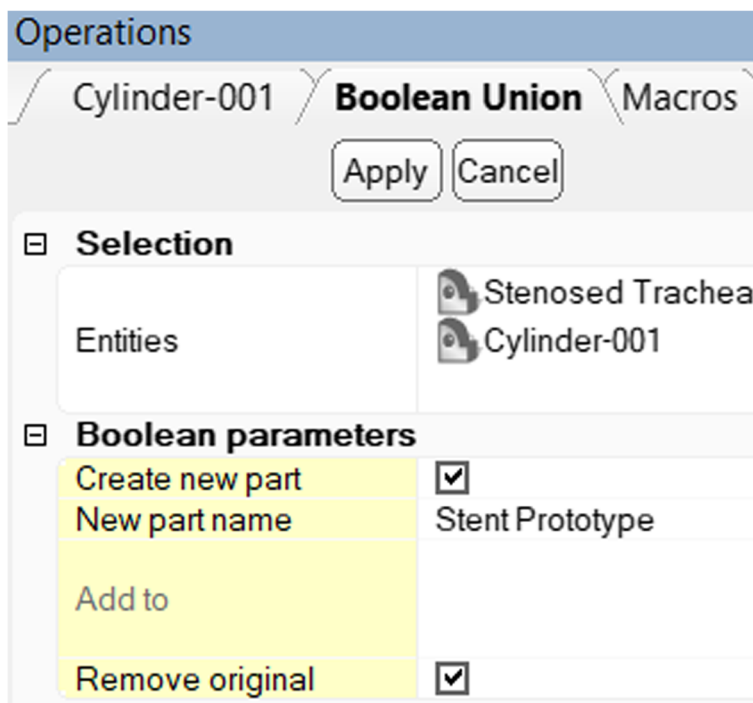 Operations
Cylinder-001 Boolean Union Macros
Apply Cancel
Selection
Entities
Stenosed Trachea
Cylinder-001
Boolean parameters
Create new part
New part name Stent Prototype
Add to
Remove original